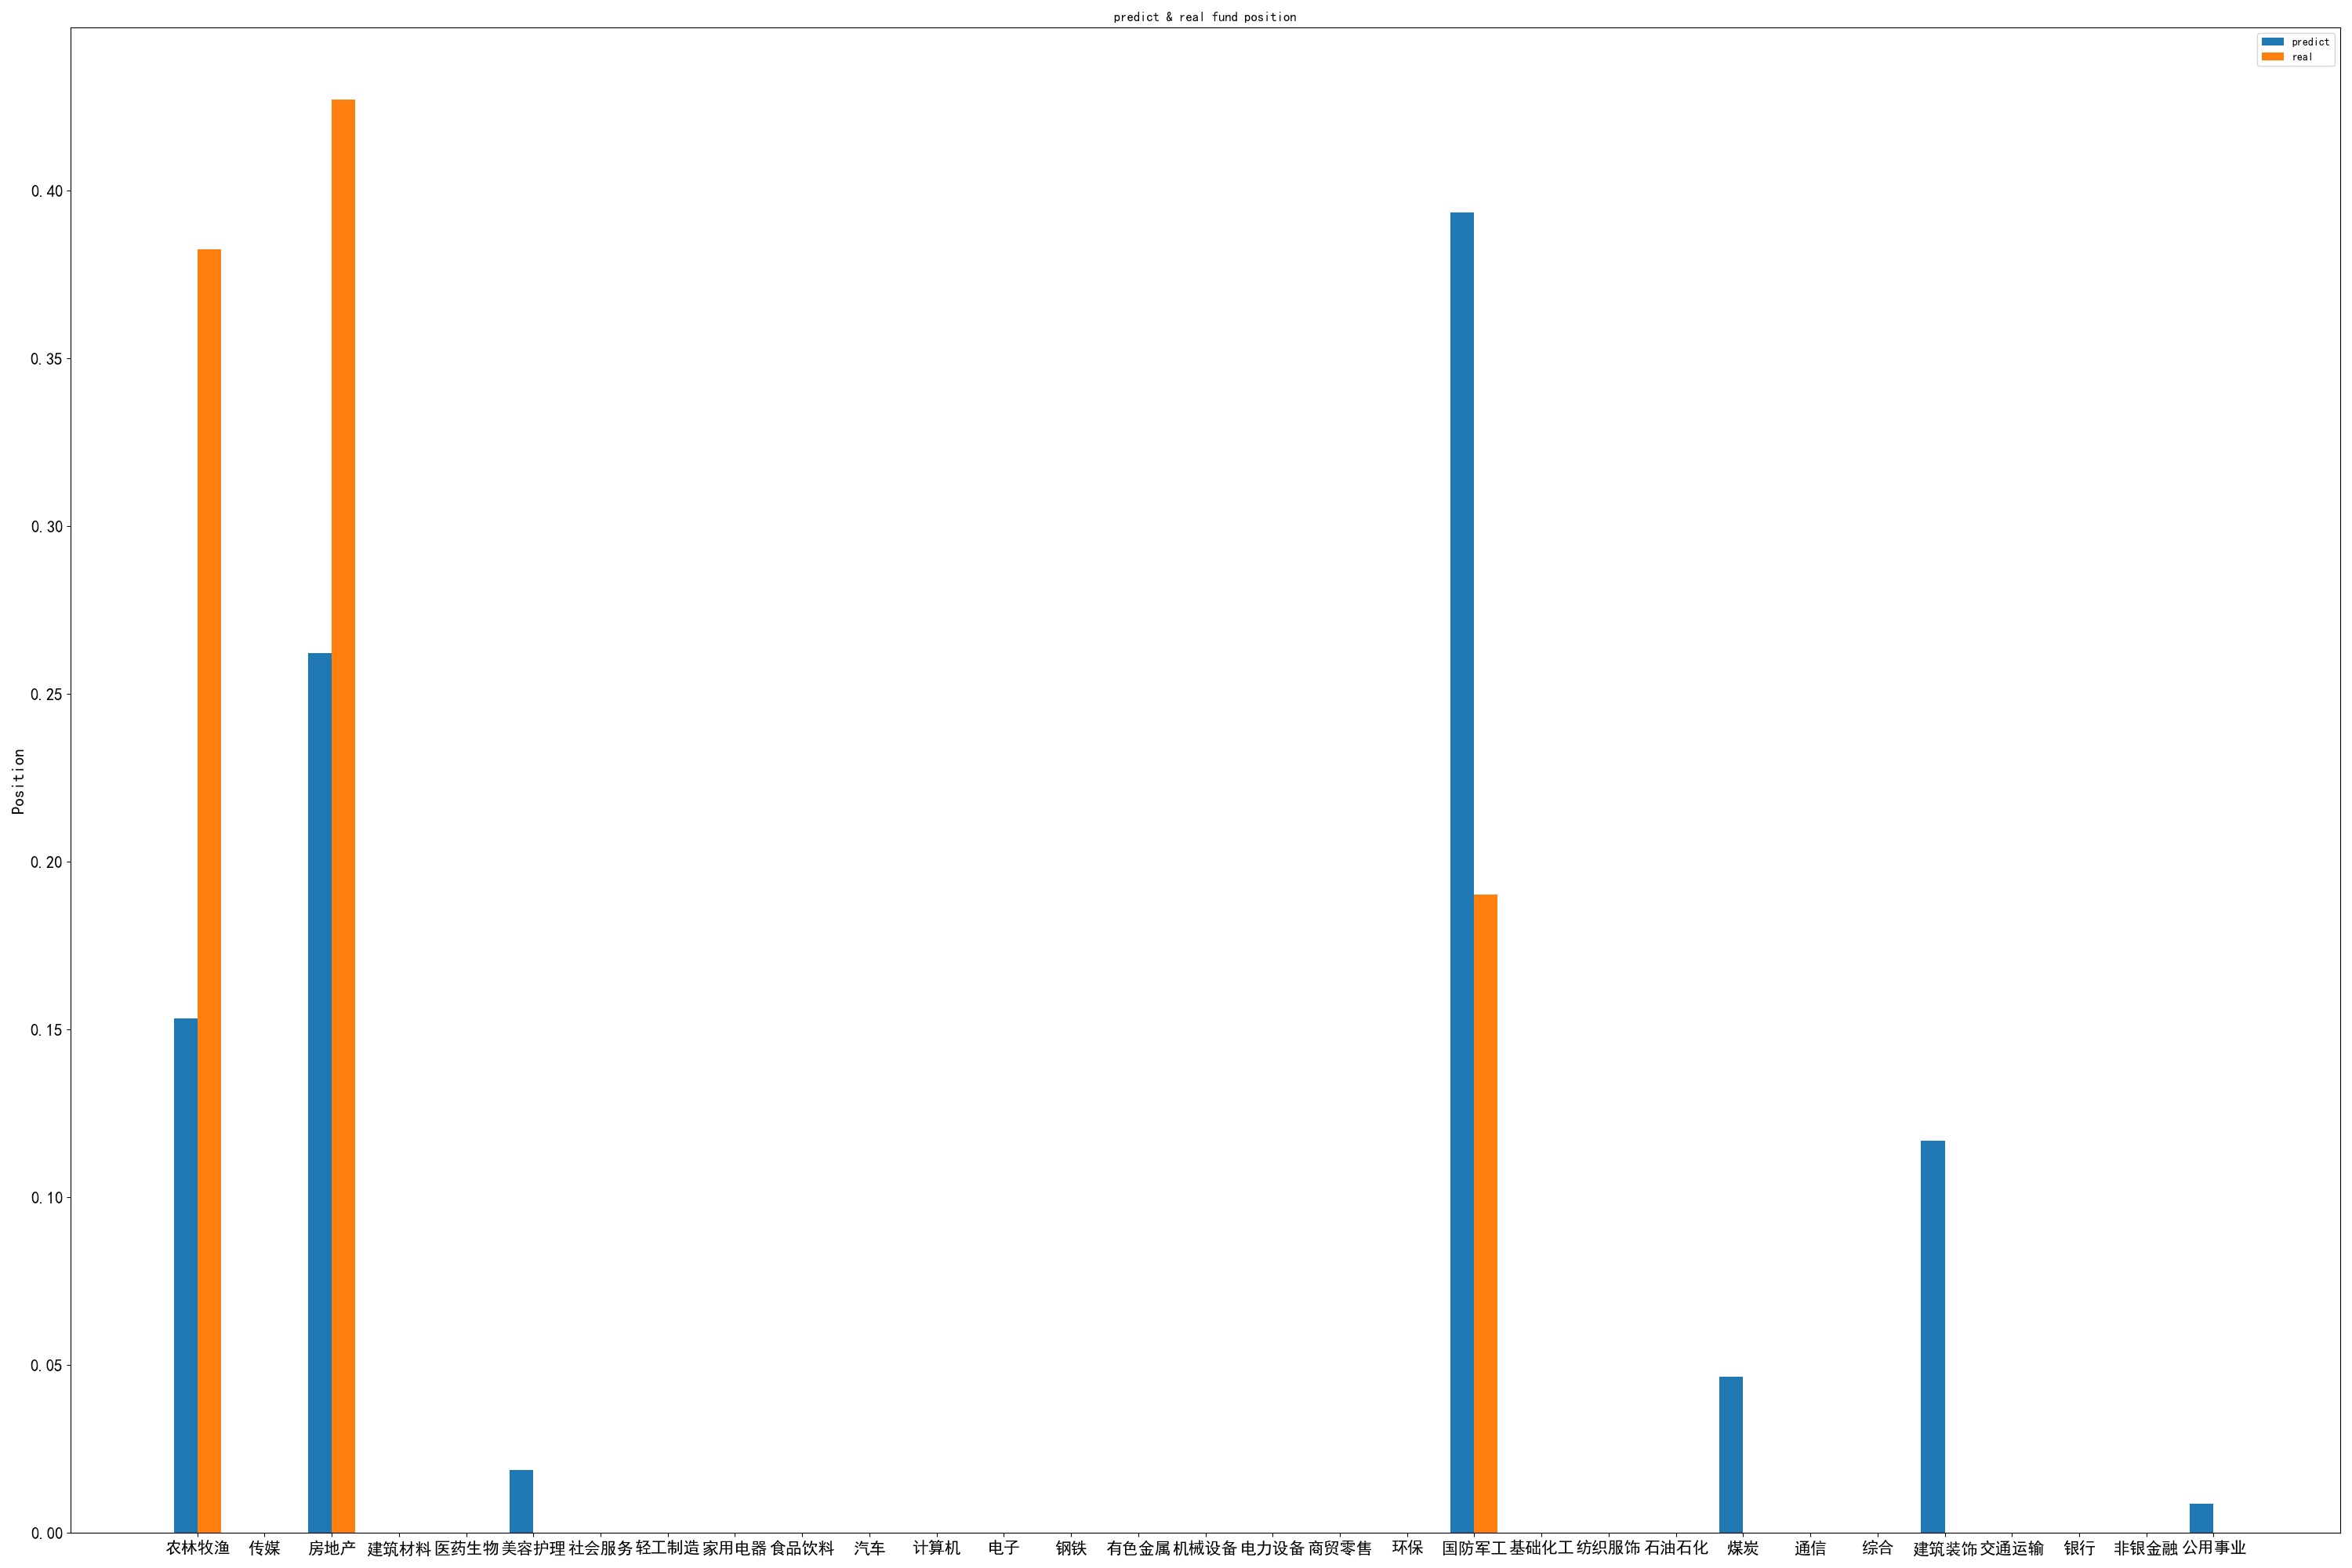 predict & real fund position
predict
real
0.40
0.35
0.30
0.25
0.20
0.15
0.10
0.05
0.00
Position
农林牧渔 传媒 房地产 建筑材料 医药生物 美容护理 社会服务 轻工制造 家用电器 食品饮料 汽车 计算机 电子 钢铁 有色金属 机械设备 电力设备 商贸零售 环保 国防军工 基础化工 纺织服饰 石油石化 煤炭 通信 综合 建筑装饰 交通运输 银行 非银金融 公用事业